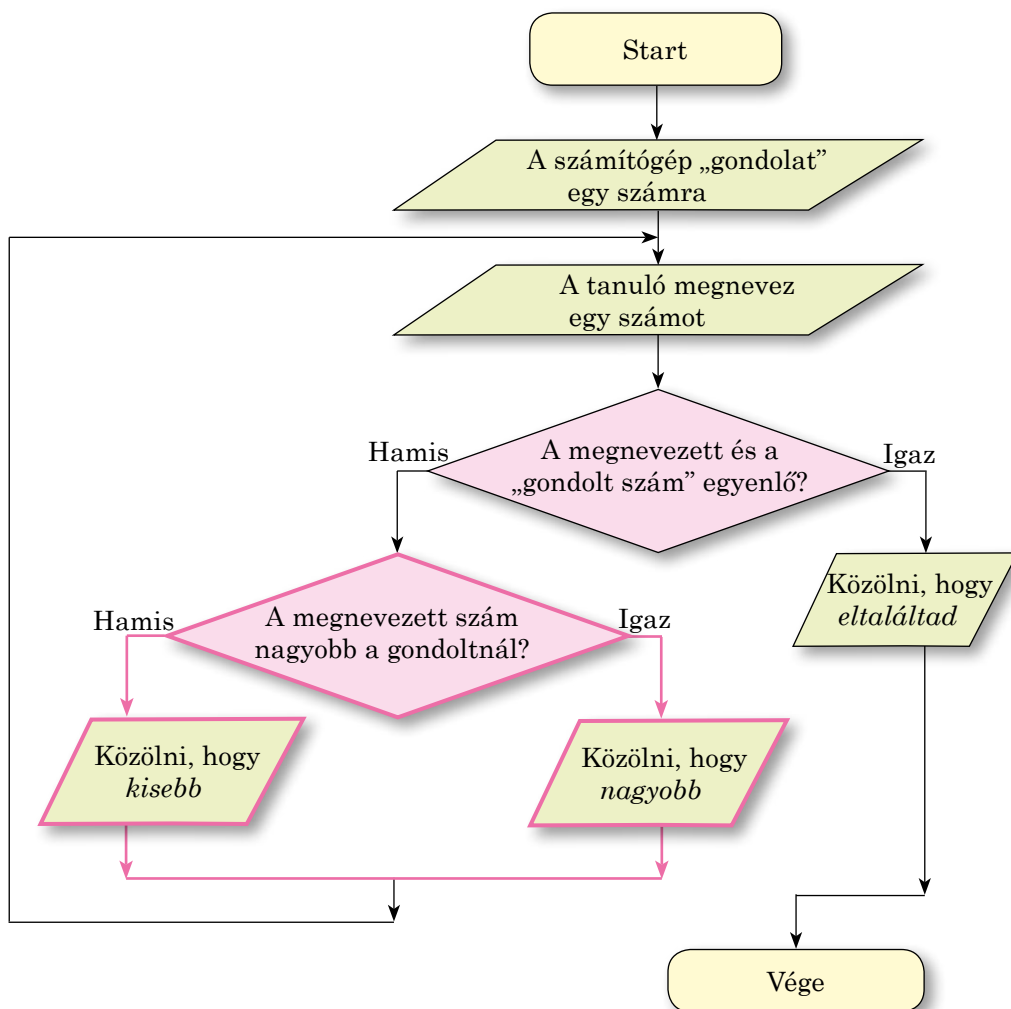 Start
A számítógép „gondolat”
egy számra
A tanuló megnevez
egy számot
Hamis
A megnevezett és a
„gondolt szám” egyenlő?
Igaz
Közölni, hogy
eltaláltad
Hamis
A megnevezett szám
nagyobb a gondoltnál?
Igaz
Közölni, hogy
kisebb
Közölni, hogy
nagyobb
Vége